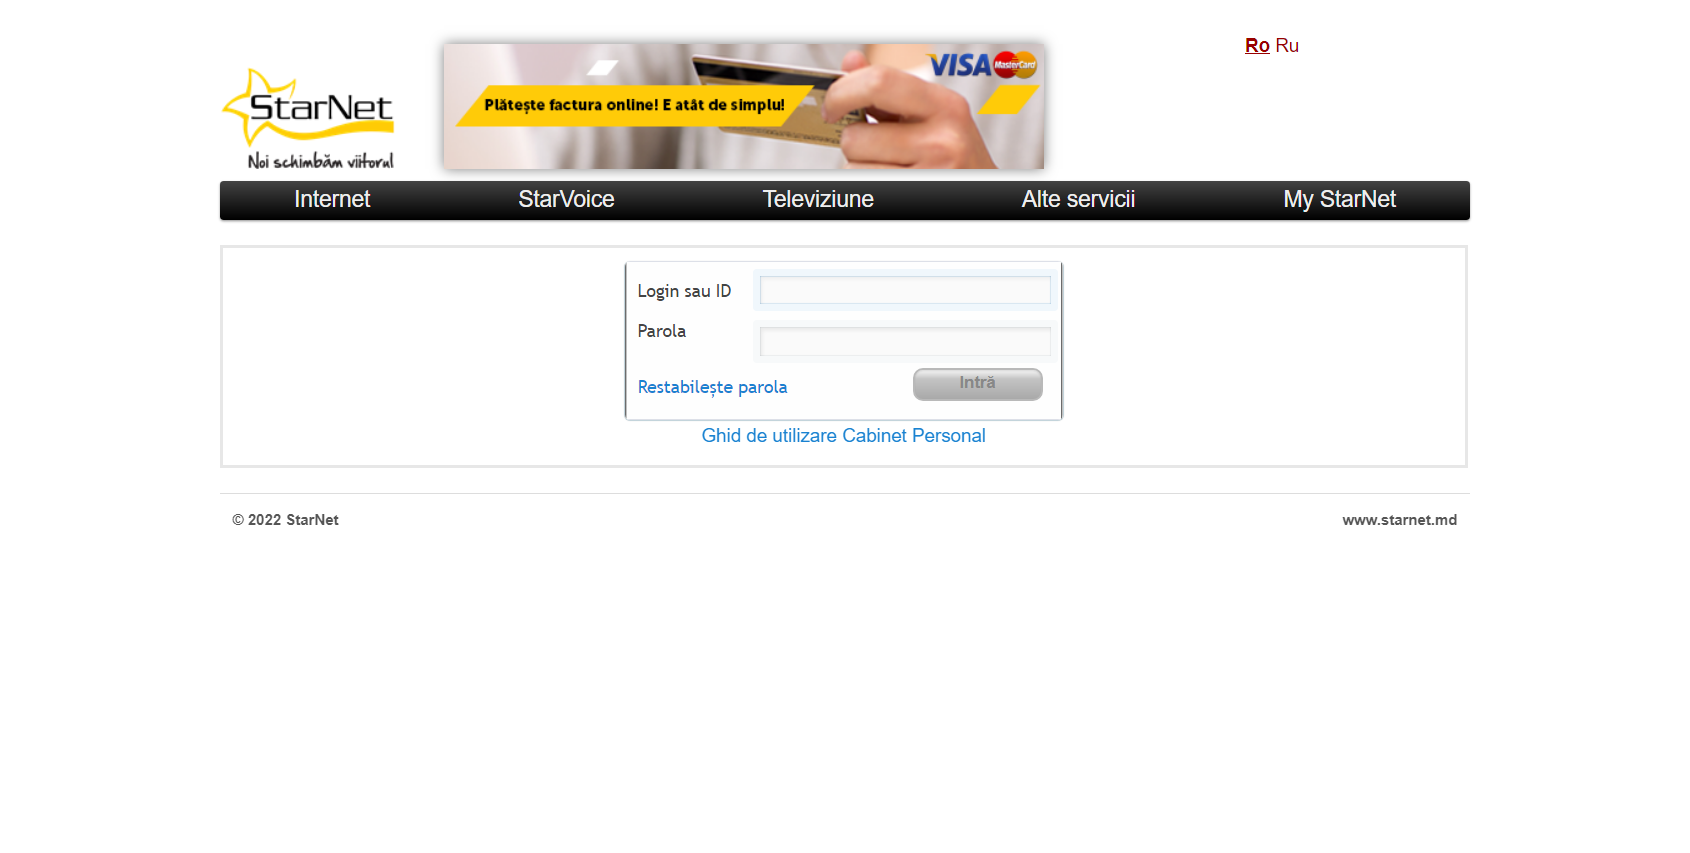 Ro Ru
StarNet
Noi schimbăm viitorul
Plătește factura online! E atât de simplu!
VISA MasterCard
Internet StarVoice Televiziune Alte servicii My StarNet
Login sau ID
Parola
Restabilește parola Intră
Ghid de utilizare Cabinet Personal
© 2022 StarNet www.starnet.md